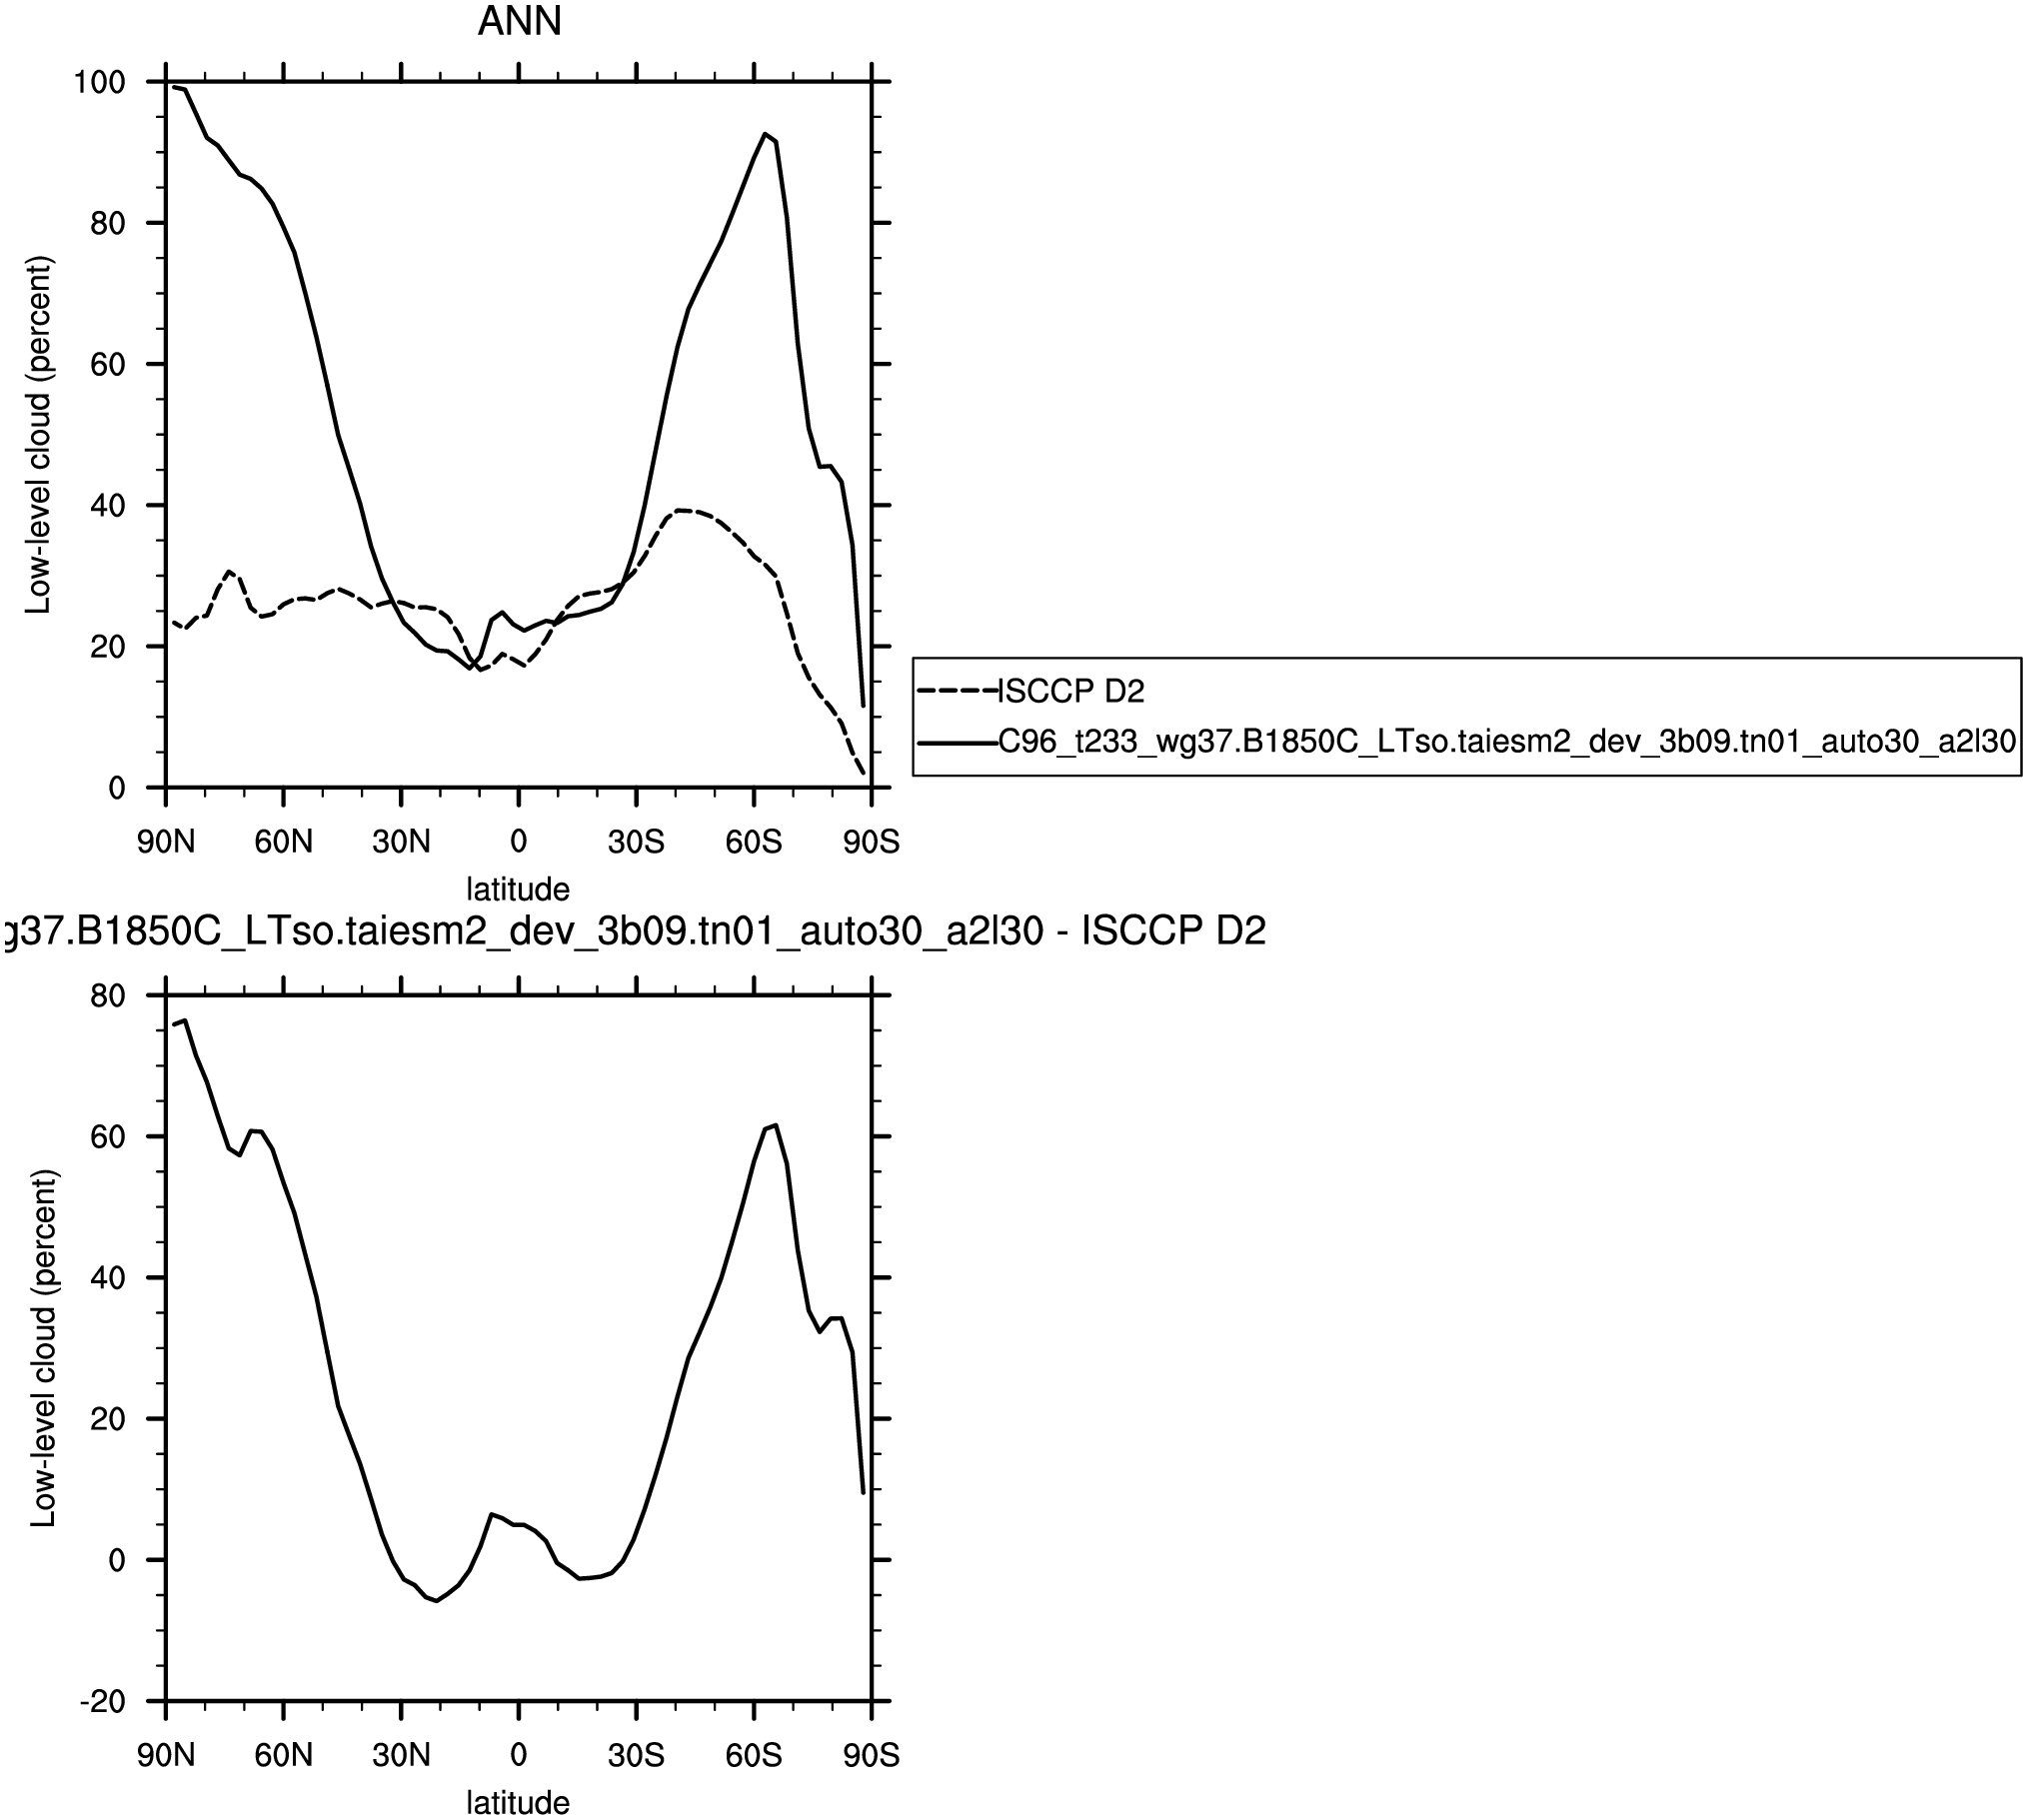 ANN
100
80
60
40
20
0
Low-level cloud (percent)
90N 60N 30N 0 30S 60S 90S
latitude
ISCCP D2
C96_t233_wg37.B1850C_LTso.taiesm2_dev_3b09.tn01_auto30_a2l30
g37.B1850C_LTso.taiesm2_dev_3b09.tn01_auto30_a2l30 - ISCCP D2
80
60
40
20
0
-20
Low-level cloud (percent)
90N 60N 30N 0 30S 60S 90S
latitude